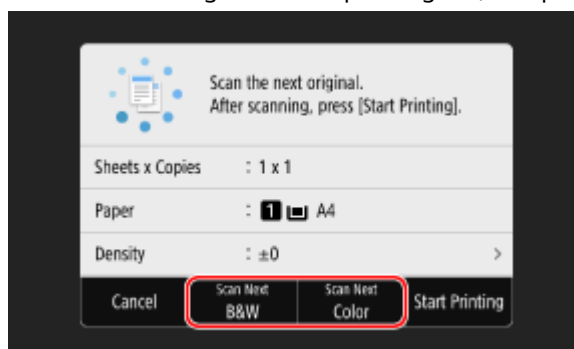 Scan the next original.
After scanning, press [Start Printing].
Sheets x Copies : 1 x 1
Paper : 1 A4
Density : ±0 >
Cancel
Scan Next
B&W
Scan Next
Color
Start Printing